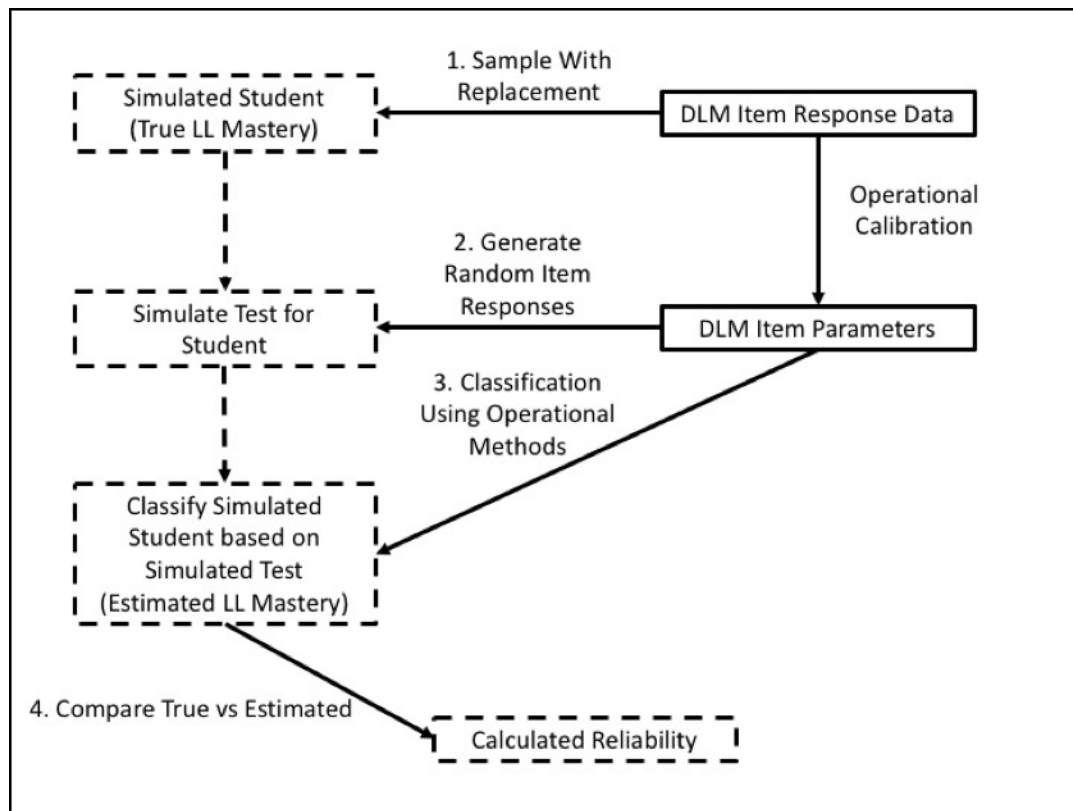 1. Sample With
Replacement
Simulated Student
(True LL Mastery)
DLM Item Response Data
Operational
Calibration
2. Generate
Random Item
Responses
Simulate Test for
Student
DLM Item Parameters
3. Classification
Using Operational
Methods
Classify Simulated
Student based on
Simulated Test
(Estimated LL Mastery)
4. Compare True vs Estimated
Calculated Reliability